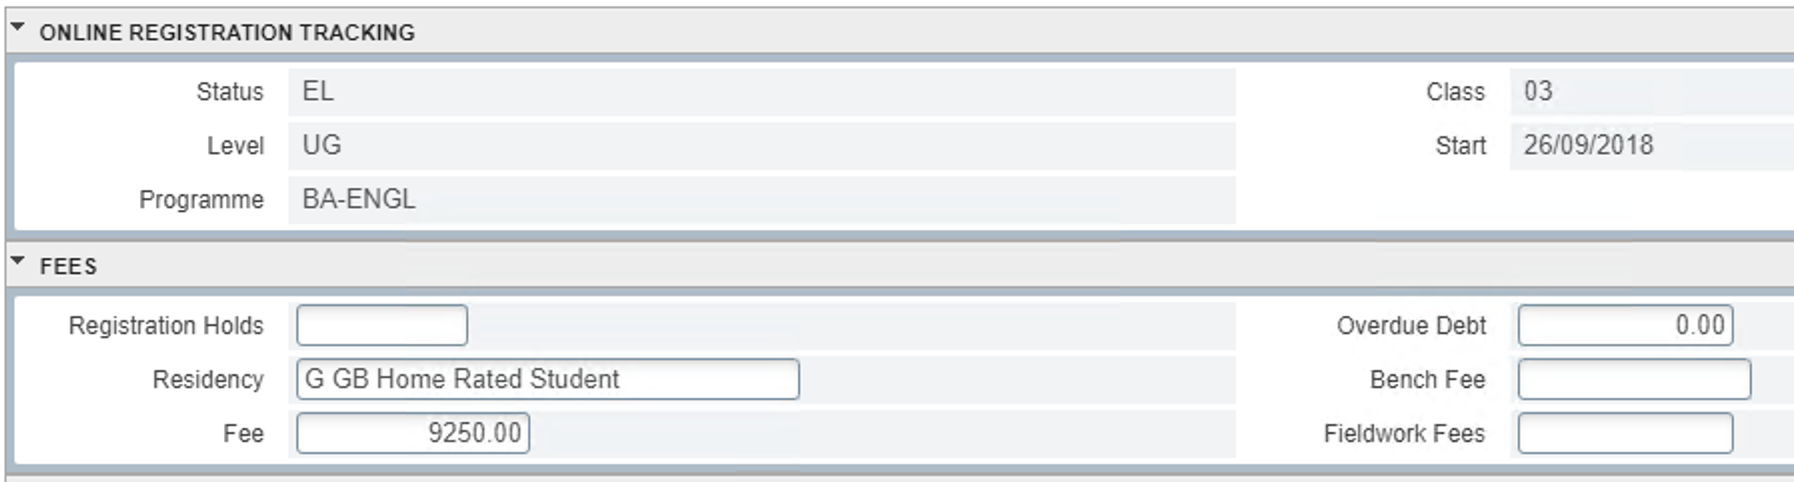 ONLINE REGISTRATION TRACKING
Status EL Class 03
Level UG Start 26/09/2018
Programme BA-ENGL
FEES
Registration Holds Overdue Debt 0.00
Residency G GB Home Rated Student Bench Fee
Fee 9250.00 Fieldwork Fees